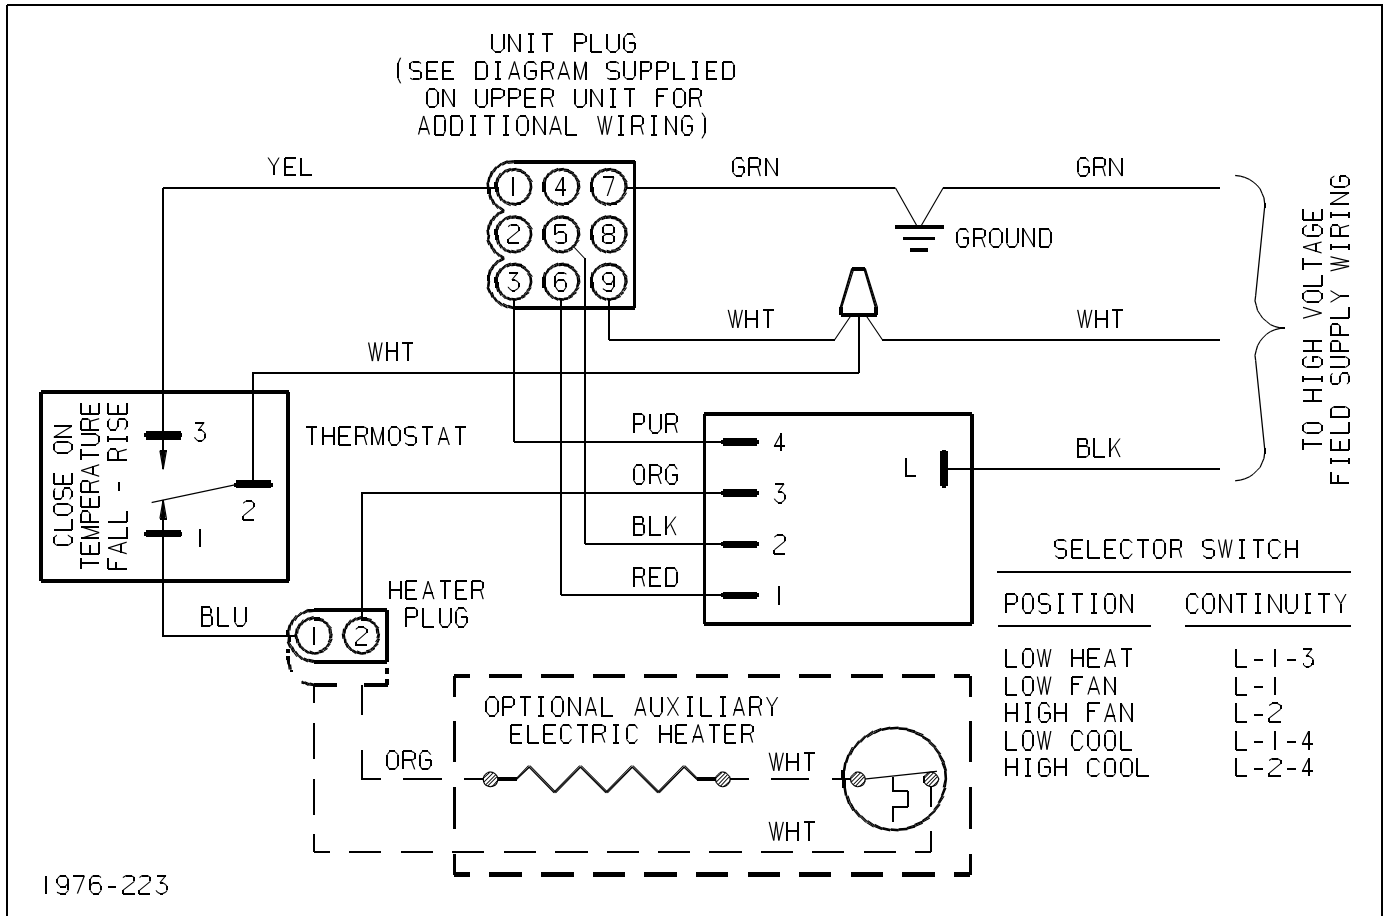 UNIT PLUG
(SEE DIAGRAM SUPPLIED
ON UPPER UNIT FOR
ADDITIONAL WIRING)
YEL
1 4 7
2 5 8
3 6 9
GRN
GRN
GROUND
WHT
WHT
WHT
TO HIGH VOLTAGE
FIELD SUPPLY WIRING
CLOSE ON
TEMPERATURE
FALL - RISE
3
2
1
THERMOSTAT
PUR
4
ORG
3
BLK
2
RED
1
L
BLK
BLU
HEATER
PLUG
1 2
SELECTOR SWITCH
POSITION CONTINUITY
LOW HEAT L-1-3
LOW FAN L-1
HIGH FAN L-2
LOW COOL L-1-4
HIGH COOL L-2-4
OPTIONAL AUXILIARY
ELECTRIC HEATER
ORG
WHT
WHT
1976-223